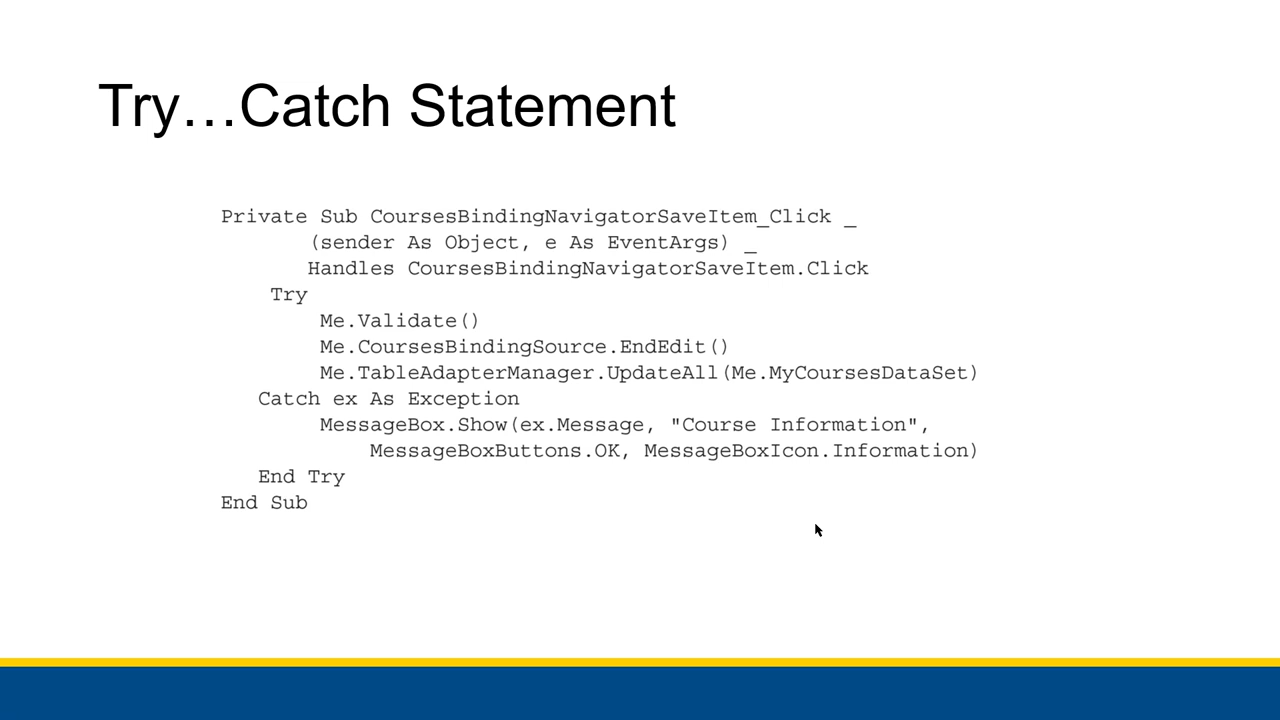 Try…Catch Statement
Private Sub CoursesBindingNavigatorSaveItem_Click _
(sender As Object, e As EventArgs) _
Handles CoursesBindingNavigatorSaveItem.Click
Try
Me.Validate()
Me.CoursesBindingSource.EndEdit()
Me.TableAdapterManager.UpdateAll(Me.MyCoursesDataSet)
Catch ex As Exception
MessageBox.Show(ex.Message, "Course Information",
MessageBoxButtons.OK, MessageBoxIcon.Information)
End Try
End Sub